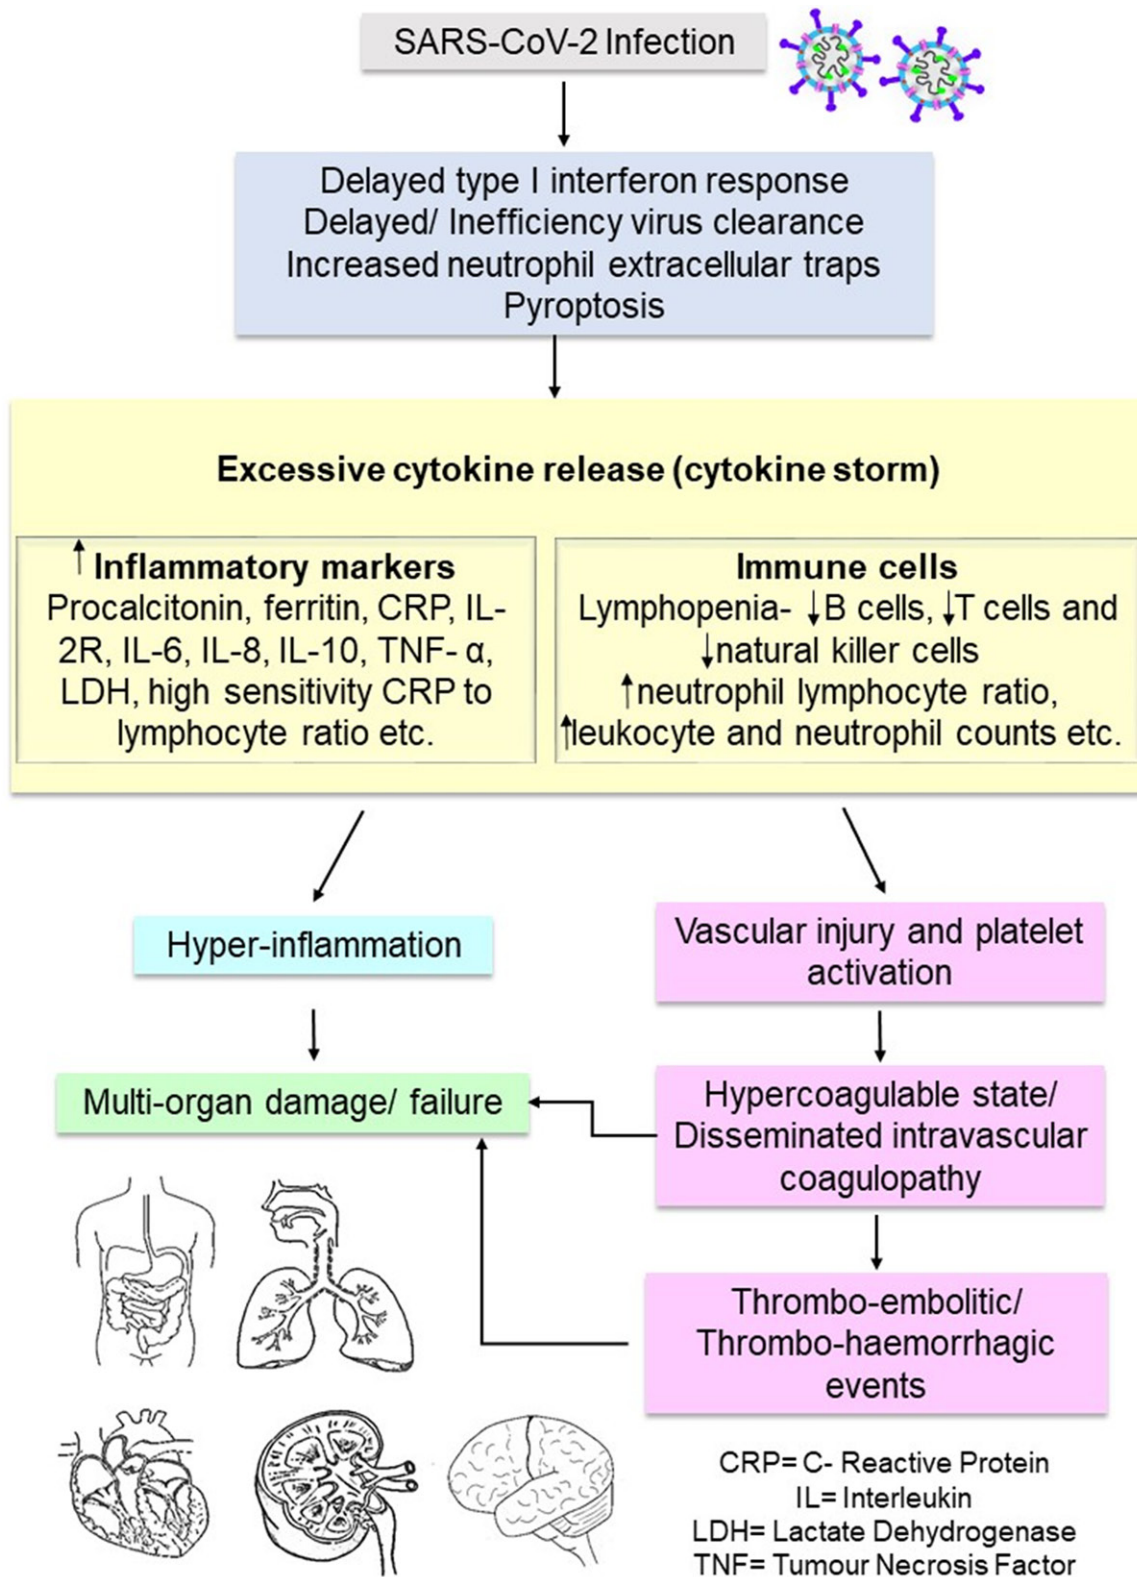 SARS-CoV-2 Infection
Delayed type I interferon response
Delayed/ Inefficiency virus clearance
Increased neutrophil extracellular traps
Pyroptosis
Excessive cytokine release (cytokine storm)
↑ Inflammatory markers
Procalcitonin, ferritin, CRP, IL-
2R, IL-6, IL-8, IL-10, TNF- α,
LDH, high sensitivity CRP to
lymphocyte ratio etc.
Immune cells
Lymphopenia- ↓B cells, ↓T cells and
↓natural killer cells
↑neutrophil lymphocyte ratio,
↑leukocyte and neutrophil counts etc.
Hyper-inflammation
Vascular injury and platelet
activation
Multi-organ damage/ failure
Hypercoagulable state/
Disseminated intravascular
coagulopathy
Thrombo-embolitic/
Thrombo-haemorrhagic
events
CRP= C- Reactive Protein
IL= Interleukin
LDH= Lactate Dehydrogenase
TNF= Tumour Necrosis Factor